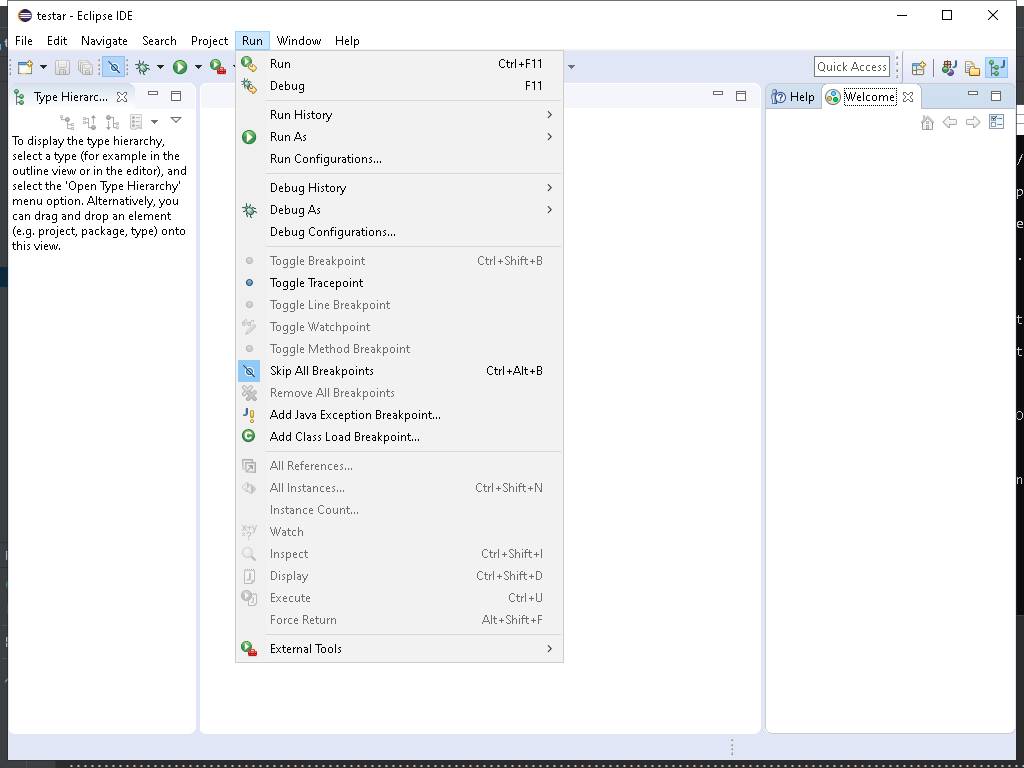 testar - Eclipse IDE
File Edit Navigate Search Project Run Window Help
Quick Access
Type Hierarc...
To display the type hierarchy,
select a type (for example in the
outline view or in the editor), and
select the 'Open Type Hierarchy'
menu option. Alternatively, you
can drag and drop an element
(e.g. project, package, type) onto
this view.
Run Ctrl+F11
Debug F11
Run History
Run As
Run Configurations...
Debug History
Debug As
Debug Configurations...
Toggle Breakpoint Ctrl+Shift+B
Toggle Tracepoint
Toggle Line Breakpoint
Toggle Watchpoint
Toggle Method Breakpoint
Skip All Breakpoints Ctrl+Alt+B
Remove All Breakpoints
Add Java Exception Breakpoint...
Add Class Load Breakpoint...
All References...
All Instances... Ctrl+Shift+N
Instance Count...
Watch
Inspect Ctrl+Shift+I
Display Ctrl+Shift+D
Execute Ctrl+U
Force Return Alt+Shift+F
External Tools
Help Welcome